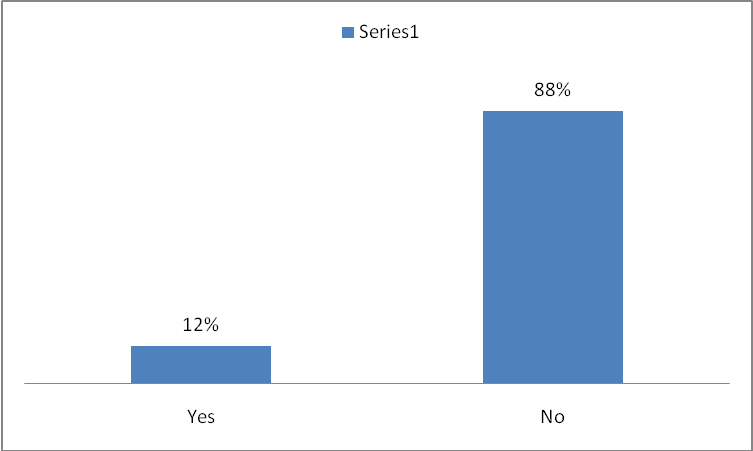 Series1
88%
12%
Yes
No